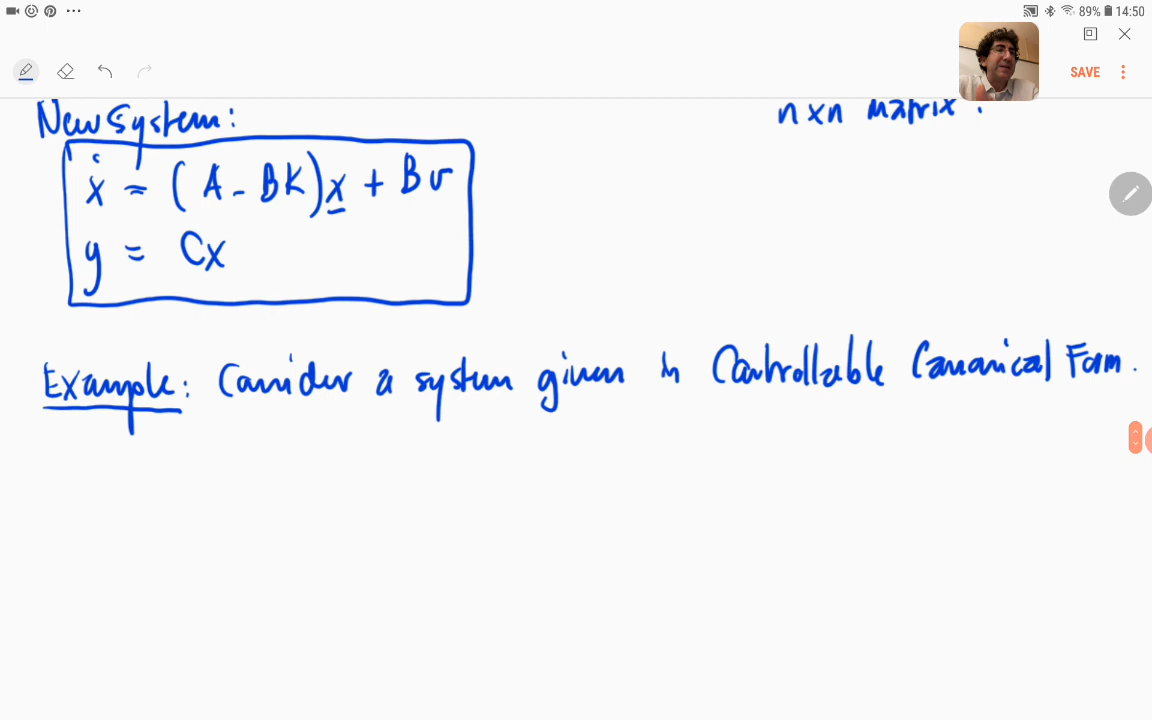 89% 14:50
SAVE
New System:
n x n matrix.
ẋ = (A - BK)x + Bv
y = Cx
Example: Consider a system given in Controllable Canonical Form.